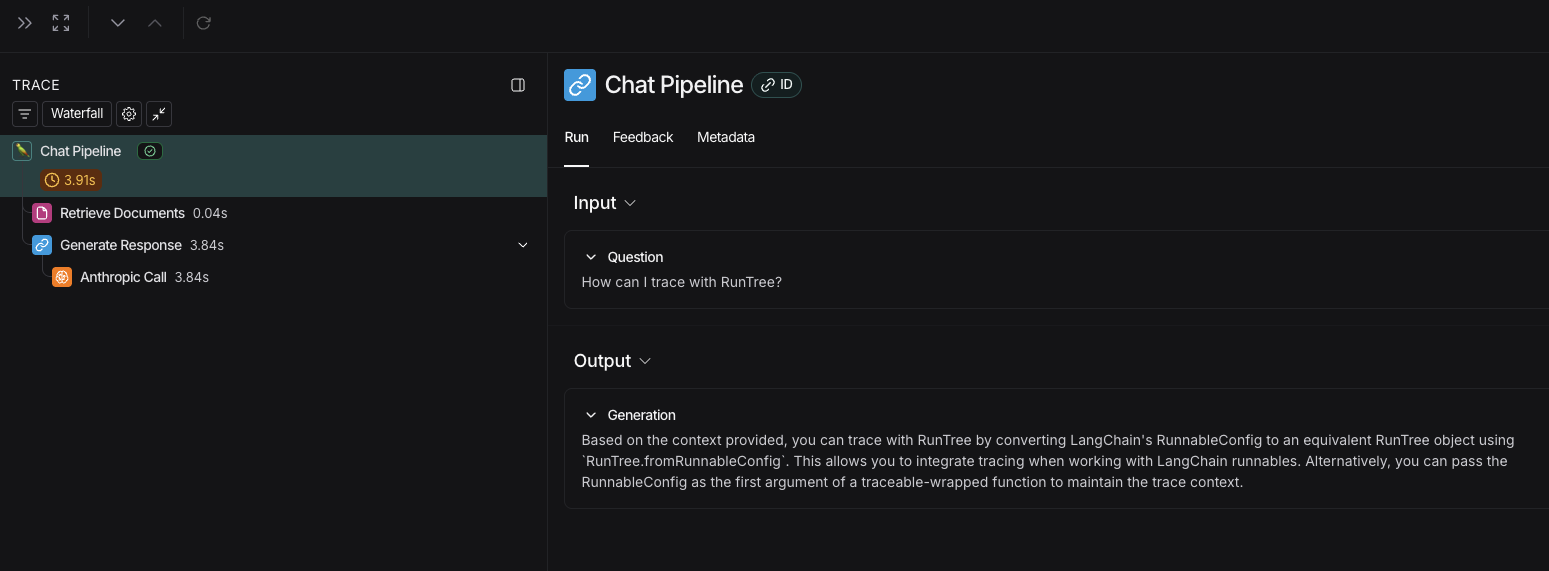 TRACE
Waterfall
Chat Pipeline
3.91s
Retrieve Documents 0.04s
Generate Response 3.84s
Anthropic Call 3.84s
Chat Pipeline ID
Run Feedback Metadata
Input
Question
How can I trace with RunTree?
Output
Generation
Based on the context provided, you can trace with RunTree by converting LangChain's RunnableConfig to an equivalent RunTree object using
`RunTree.fromRunnableConfig`. This allows you to integrate tracing when working with LangChain runnables. Alternatively, you can pass the
RunnableConfig as the first argument of a traceable-wrapped function to maintain the trace context.